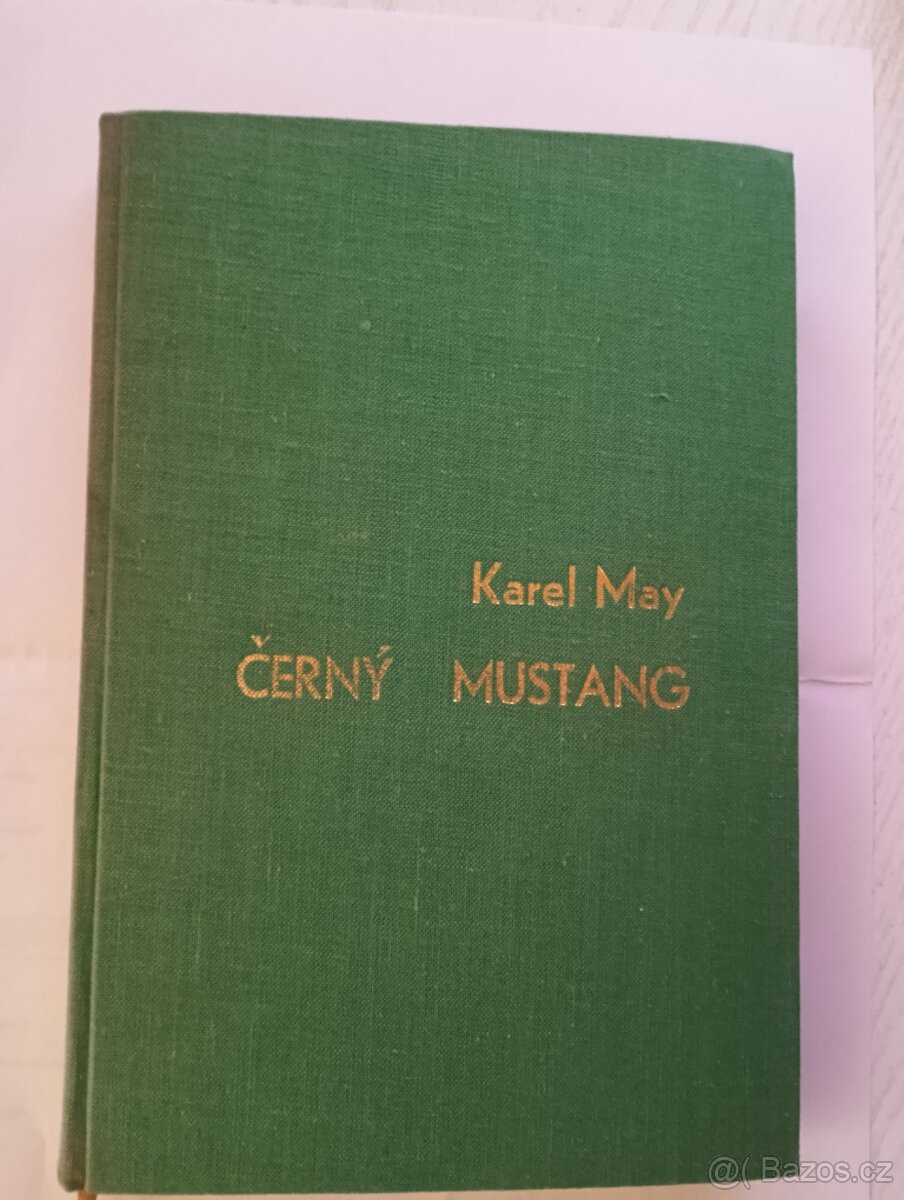 Karel May
ČERNÝ MUSTANG
@( Bazos.cz